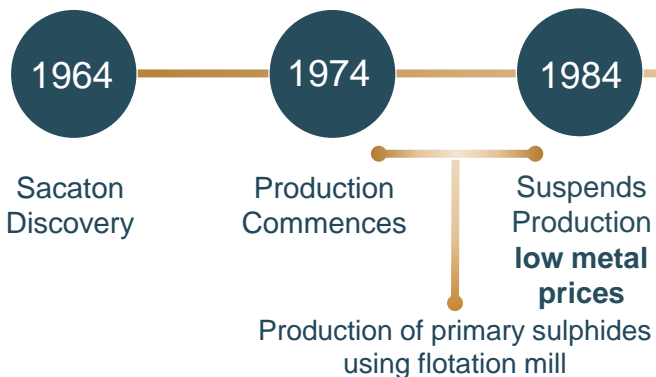 1964
1974
1984
Sacaton
Discovery
Production
Commences
Suspends
Production
low metal
prices
Production of primary sulphides
using flotation mill